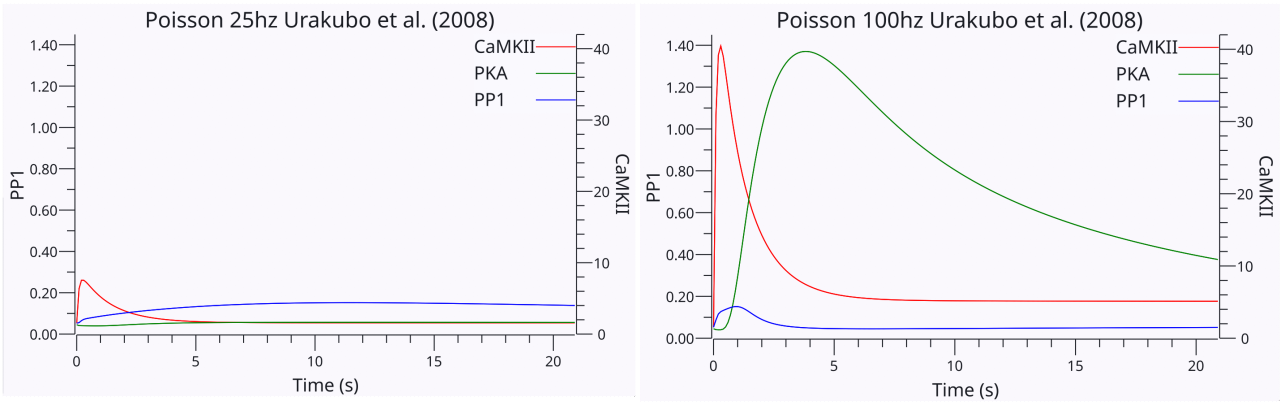 Poisson 25hz Urakubo et al. (2008)
CaMKII
PKA
PP1
1.40
1.20
1.00
0.80
0.60
0.40
0.20
0.00
PP1
40
30
20
10
0
CaMKII
0 5 10 15 20
Time (s)
Poisson 100hz Urakubo et al. (2008)
CaMKII
PKA
PP1
1.40
1.20
1.00
0.80
0.60
0.40
0.20
0.00
PP1
40
30
20
10
0
CaMKII
0 5 10 15 20
Time (s)